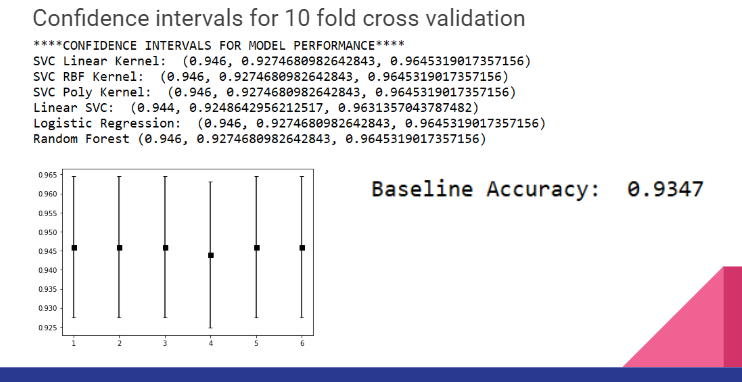 Confidence intervals for 10 fold cross validation
****CONFIDENCE INTERVALS FOR MODEL PERFORMANCE****
SVC Linear Kernel:  (0.946, 0.9274680982642843, 0.9645319017357156)
SVC RBF Kernel:  (0.946, 0.9274680982642843, 0.9645319017357156)
SVC Poly Kernel:  (0.946, 0.9274680982642843, 0.9645319017357156)
Linear SVC:  (0.944, 0.9248642956212517, 0.9631357043787482)
Logistic Regression:  (0.946, 0.9274680982642843, 0.9645319017357156)
Random Forest (0.946, 0.9274680982642843, 0.9645319017357156)
0.965
0.960
0.955
0.950
0.945
0.940
0.935
0.930
0.925
1 2 3 4 5 6
Baseline Accuracy:  0.9347